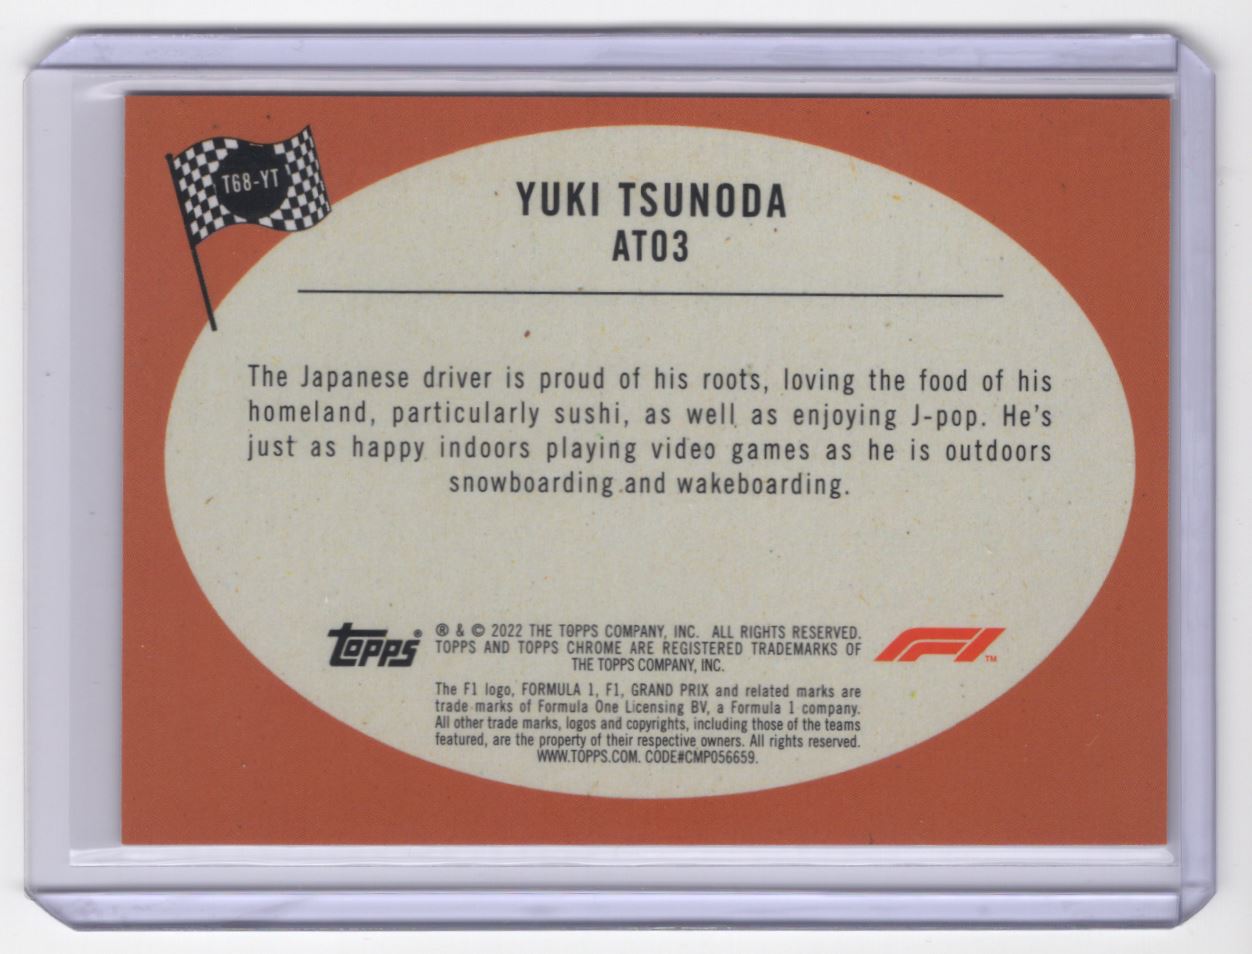 T68-YT
YUKI TSUNODA
AT03
The Japanese driver is proud of his roots, loving the food of his
homeland, particularly sushi, as well as enjoying J-pop. He's
just as happy indoors playing video games as he is outdoors
snowboarding and wakeboarding.
topps®
® & © 2022 THE TOPPS COMPANY, INC. ALL RIGHTS RESERVED.
TOPPS AND TOPPS CHROME ARE REGISTERED TRADEMARKS OF
THE TOPPS COMPANY, INC.
F1™
The F1 logo, FORMULA 1, F1, GRAND PRIX and related marks are
trade marks of Formula One Licensing BV, a Formula 1 company.
All other trade marks, logos and copyrights, including those of the teams
featured, are the property of their respective owners. All rights reserved.
WWW.TOPPS.COM. CODE#CMP056659.